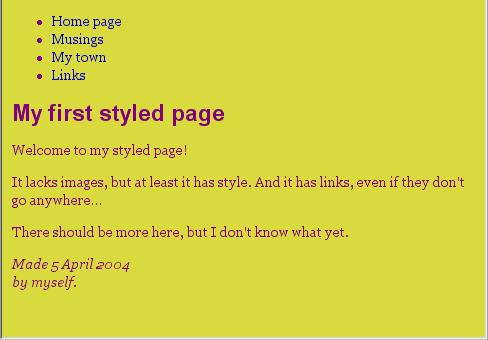 Home page
Musings
My town
Links
My first styled page
Welcome to my styled page!
It lacks images, but at least it has style. And it has links, even if they don't
go anywhere...
There should be more here, but I don't know what yet.
Made 5 April 2004
by myself.